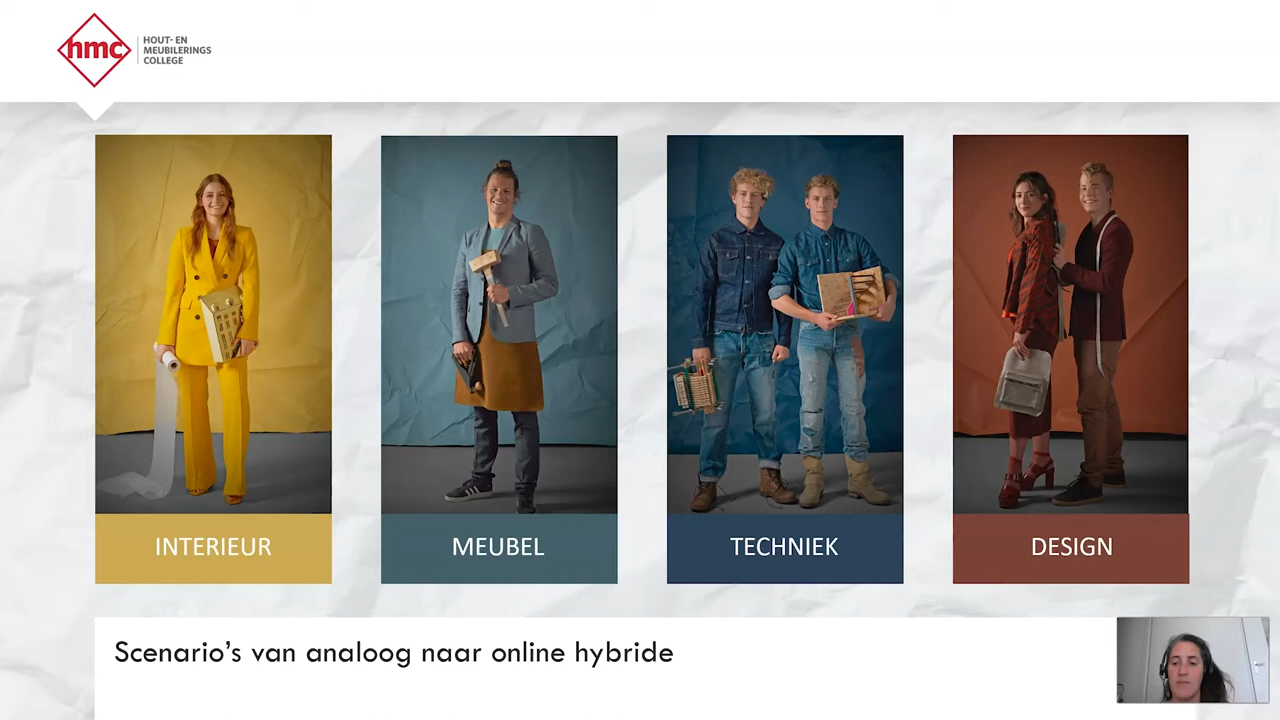 hmc
HOUT- EN
MEUBILERINGS
COLLEGE
INTERIEUR
MEUBEL
TECHNIEK
DESIGN
Scenario's van analoog naar online hybride